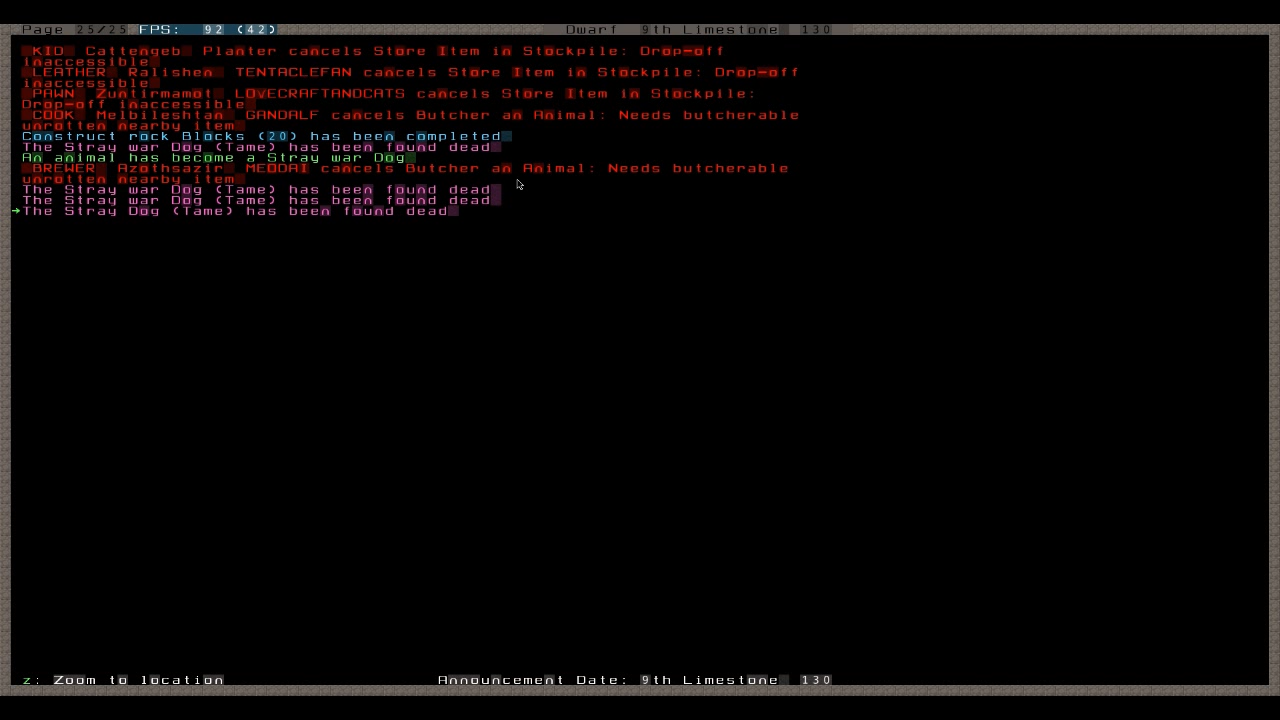 Page 25/25 FPS: 92 (42) Dwarf 9th Limestone 130
KID Cattengeb Planter cancels Store Item in Stockpile: Drop-off
inaccessible
LEATHER Ralishen TENTACLEFAN cancels Store Item in Stockpile: Drop-off
inaccessible
PAWN Zuntirmamot LOVECRAFTANDCATS cancels Store Item in Stockpile:
Drop-off inaccessible
COOK Melbileshtan GANDALF cancels Butcher an Animal: Needs butcherable
unrotten nearby item
Construct rock Blocks (20) has been completed
The Stray war Dog (Tame) has been found dead
An animal has become a Stray war Dog
BREWER Azothsazir MEDDAI cancels Butcher an Animal: Needs butcherable
unrotten nearby item
The Stray war Dog (Tame) has been found dead
The Stray war Dog (Tame) has been found dead
The Stray Dog (Tame) has been found dead
z: Zoom to location Announcement Date: 9th Limestone 130